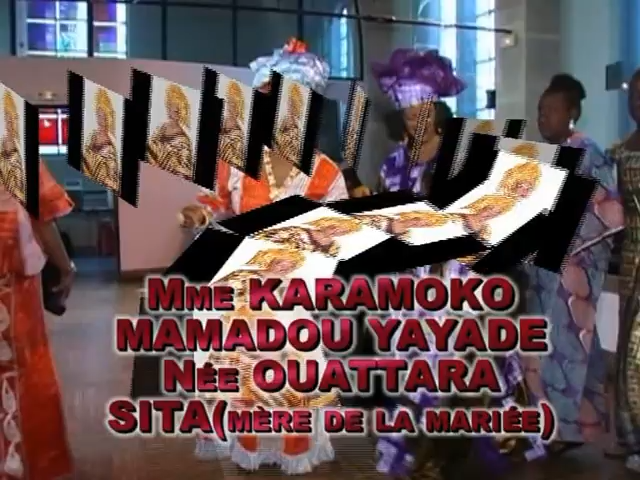 Mme KARAMOKO
MAMADOU YAYADE
Née OUATTARA
SITA(mère de la mariée)